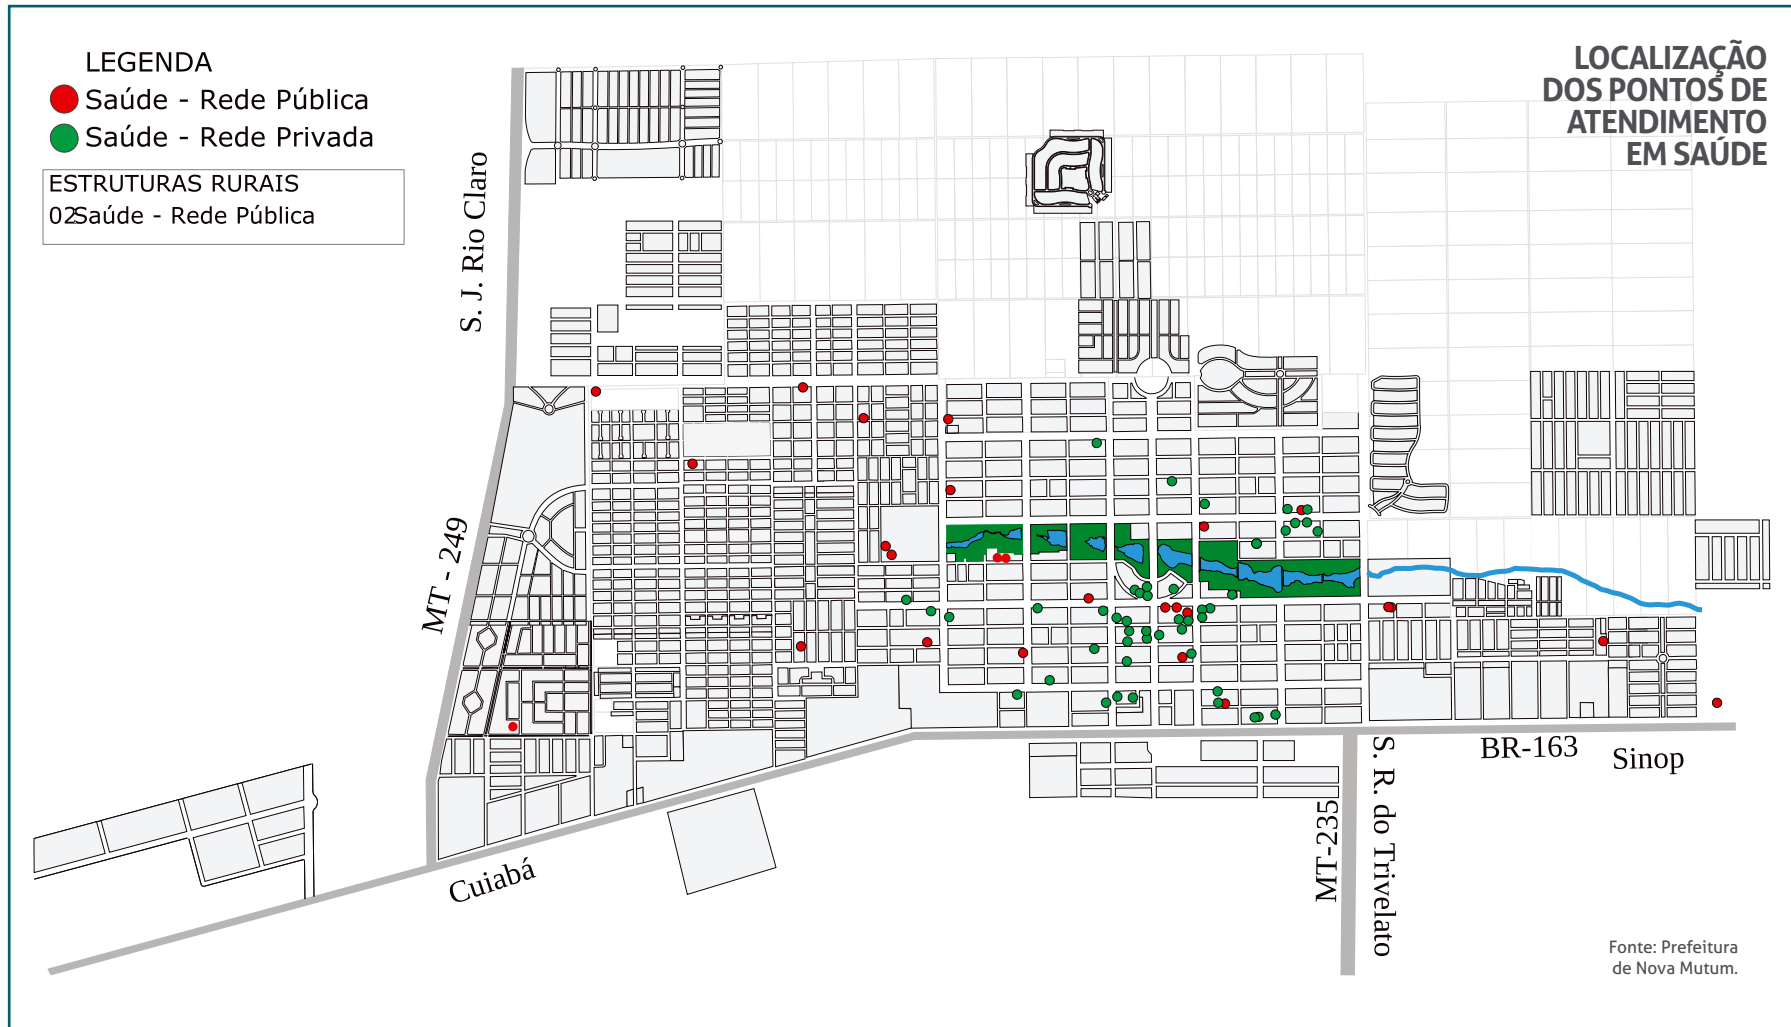 LEGENDA
Saúde - Rede Pública
Saúde - Rede Privada
ESTRUTURAS RURAIS
02Saúde - Rede Pública
LOCALIZAÇÃO
DOS PONTOS DE
ATENDIMENTO
EM SAÚDE
S. J. Rio Claro
MT - 249
Cuiabá
BR-163
Sinop
MT-235
S. R. do Trivelato
Fonte: Prefeitura
de Nova Mutum.